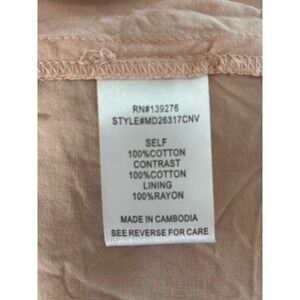 RN#139276
STYLE#MD26317CNV
SELF
100%COTTON
CONTRAST
100%COTTON
LINING
100%RAYON
MADE IN CAMBODIA
SEE REVERSE FOR CARE